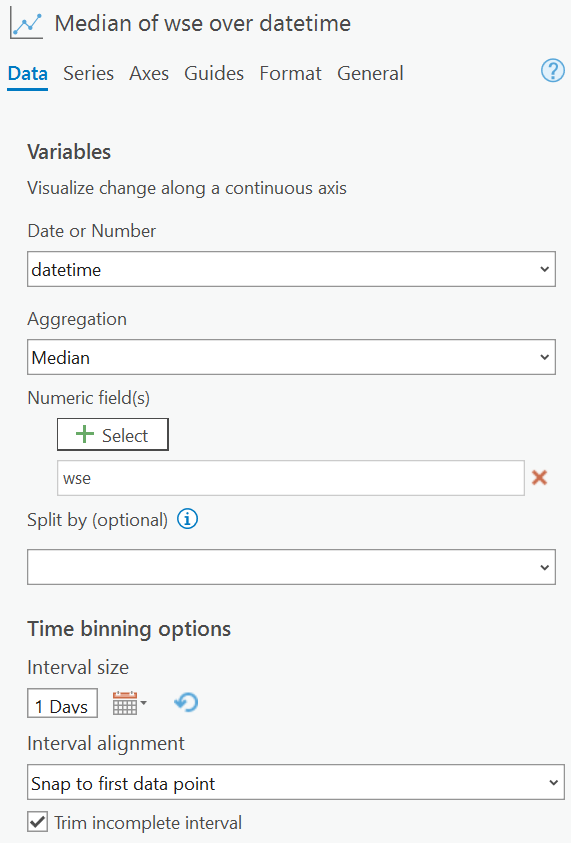 Median of wse over datetime
Data Series Axes Guides Format General ?
Variables
Visualize change along a continuous axis
Date or Number
datetime
Aggregation
Median
Numeric field(s)
+ Select
wse
Split by (optional) i
Time binning options
Interval size
1 Days
Interval alignment
Snap to first data point
Trim incomplete interval